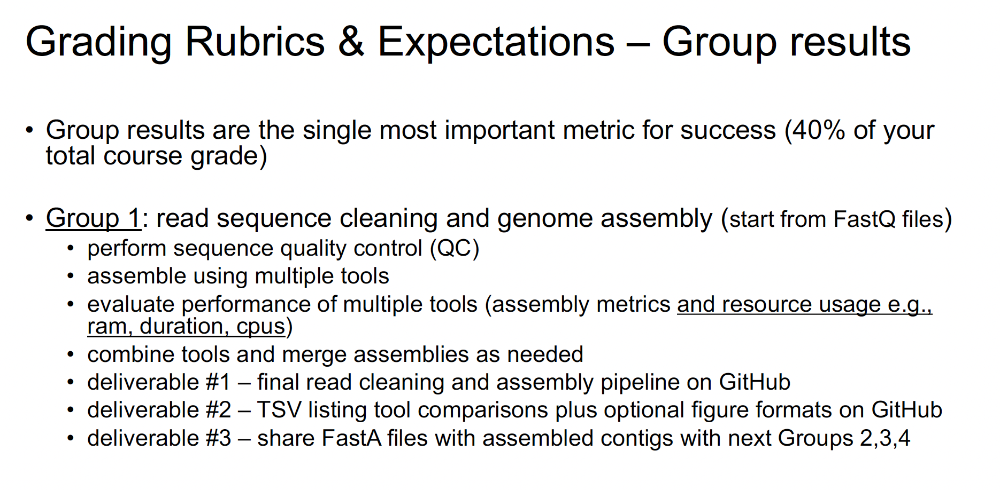 Grading Rubrics & Expectations – Group results
• Group results are the single most important metric for success (40% of your
total course grade)
• Group 1: read sequence cleaning and genome assembly (start from FastQ files)
• perform sequence quality control (QC)
• assemble using multiple tools
• evaluate performance of multiple tools (assembly metrics and resource usage e.g.,
ram, duration, cpus)
• combine tools and merge assemblies as needed
• deliverable #1 – final read cleaning and assembly pipeline on GitHub
• deliverable #2 – TSV listing tool comparisons plus optional figure formats on GitHub
• deliverable #3 – share FastA files with assembled contigs with next Groups 2,3,4